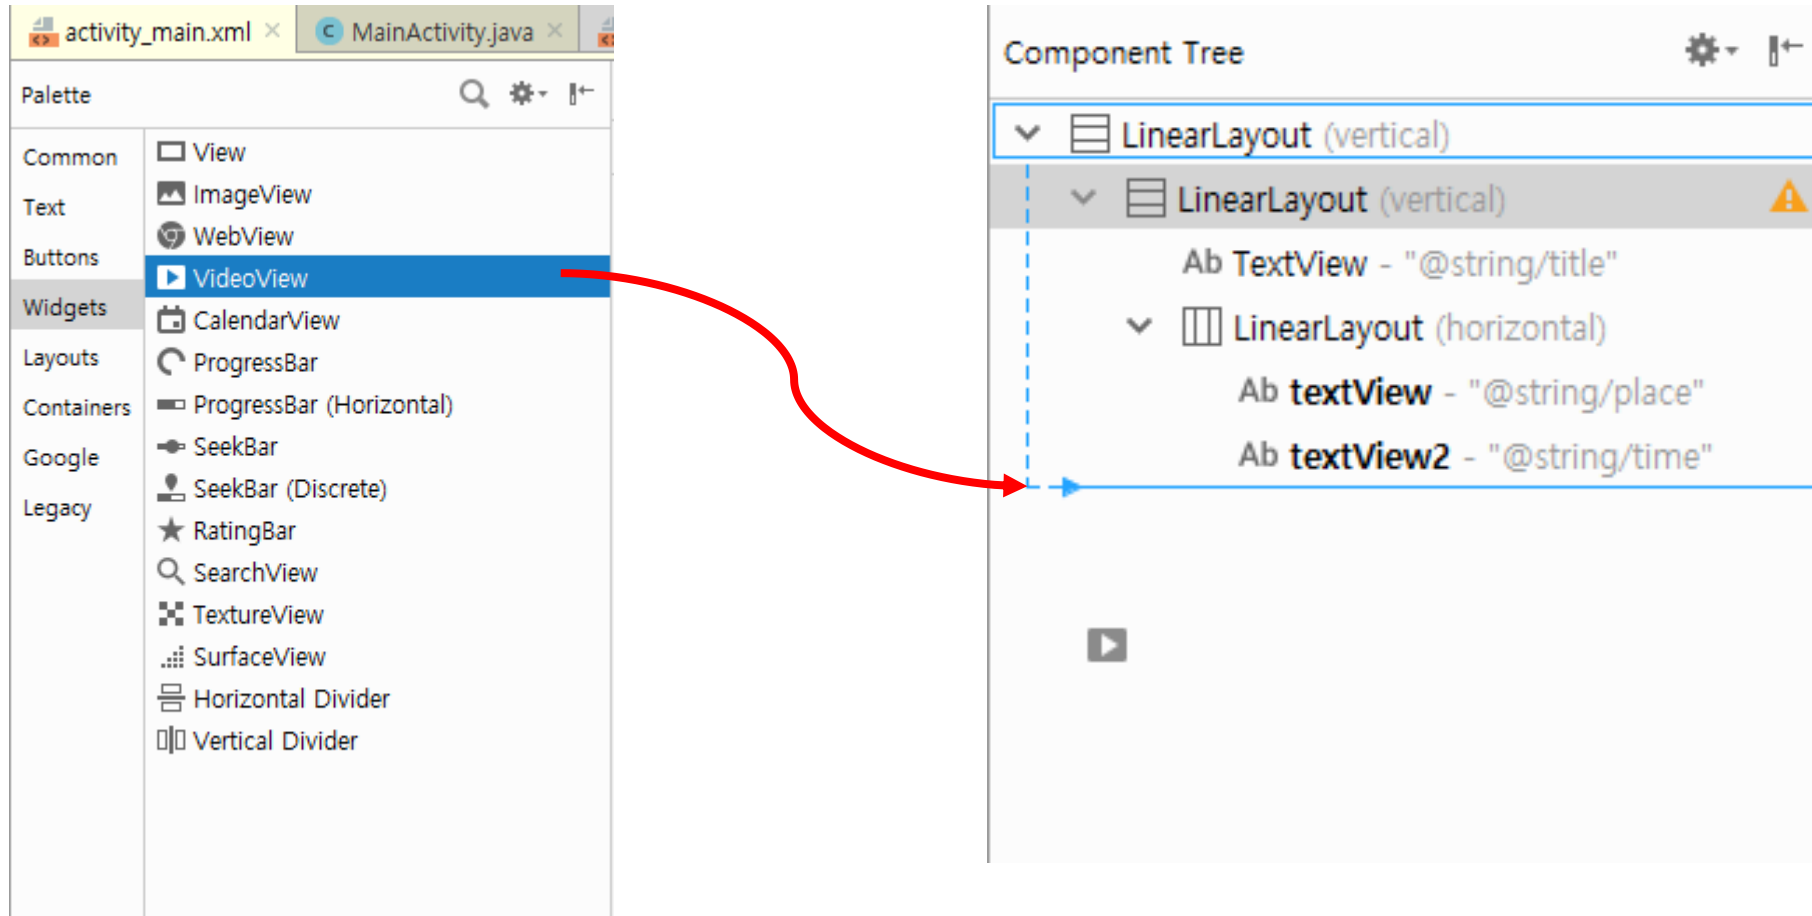 activity_main.xml
MainActivity.java
Palette
Common
Text
Buttons
Widgets
Layouts
Containers
Google
Legacy
View
ImageView
WebView
VideoView
CalendarView
ProgressBar
ProgressBar (Horizontal)
SeekBar
SeekBar (Discrete)
RatingBar
SearchView
TextureView
SurfaceView
Horizontal Divider
Vertical Divider
Component Tree
LinearLayout (vertical)
LinearLayout (vertical)
Ab TextView - "@string/title"
LinearLayout (horizontal)
Ab textView - "@string/place"
Ab textView2 - "@string/time"